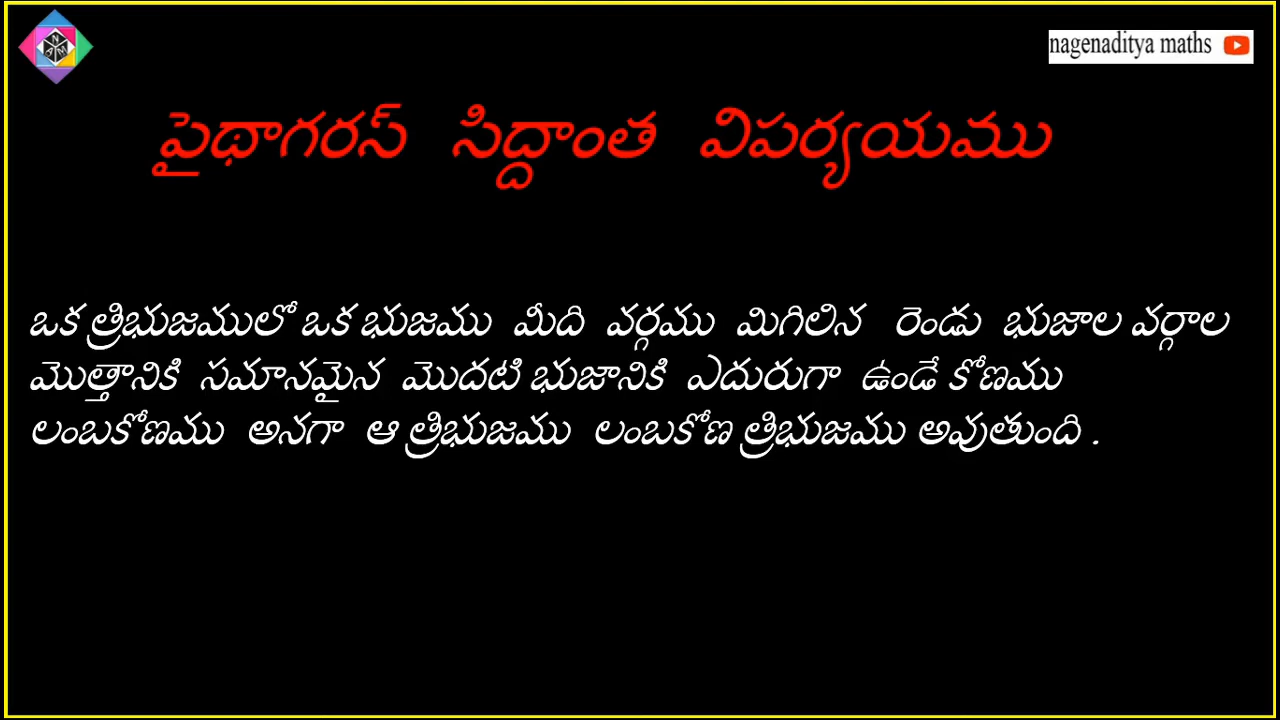 N
A M
nagenaditya maths
పైథాగరస్ సిద్దాంత విపర్యయము
ఒక త్రిభుజములో ఒక భుజము మీది వర్గము మిగిలిన రెండు భుజాల వర్గాల
మొత్తానికి సమానమైన మొదటి భుజానికి ఎదురుగా ఉండే కోణము
లంబకోణము అనగా ఆ త్రిభుజము లంబకోణ త్రిభుజము అవుతుంది .